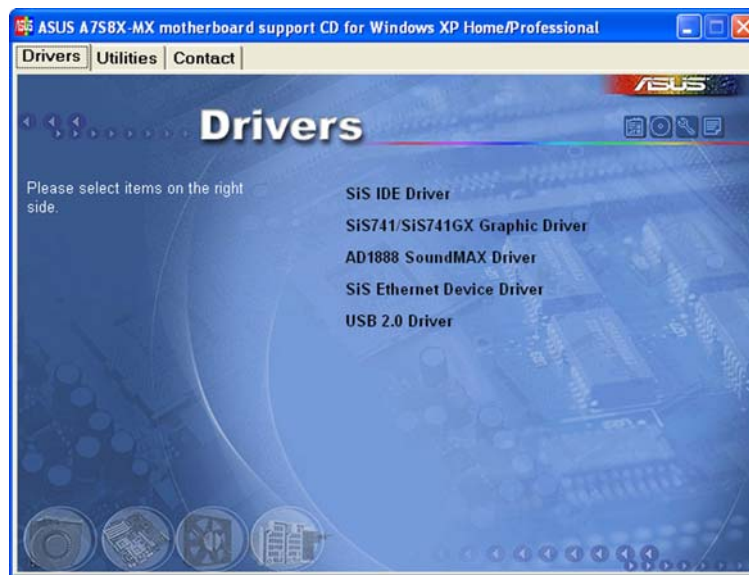 ASUS A7S8X-MX motherboard support CD for Windows XP Home/Professional
Drivers Utilities Contact
ASUS
Drivers
Please select items on the right
side.
SiS IDE Driver
SiS741/SiS741GX Graphic Driver
AD1888 SoundMAX Driver
SiS Ethernet Device Driver
USB 2.0 Driver